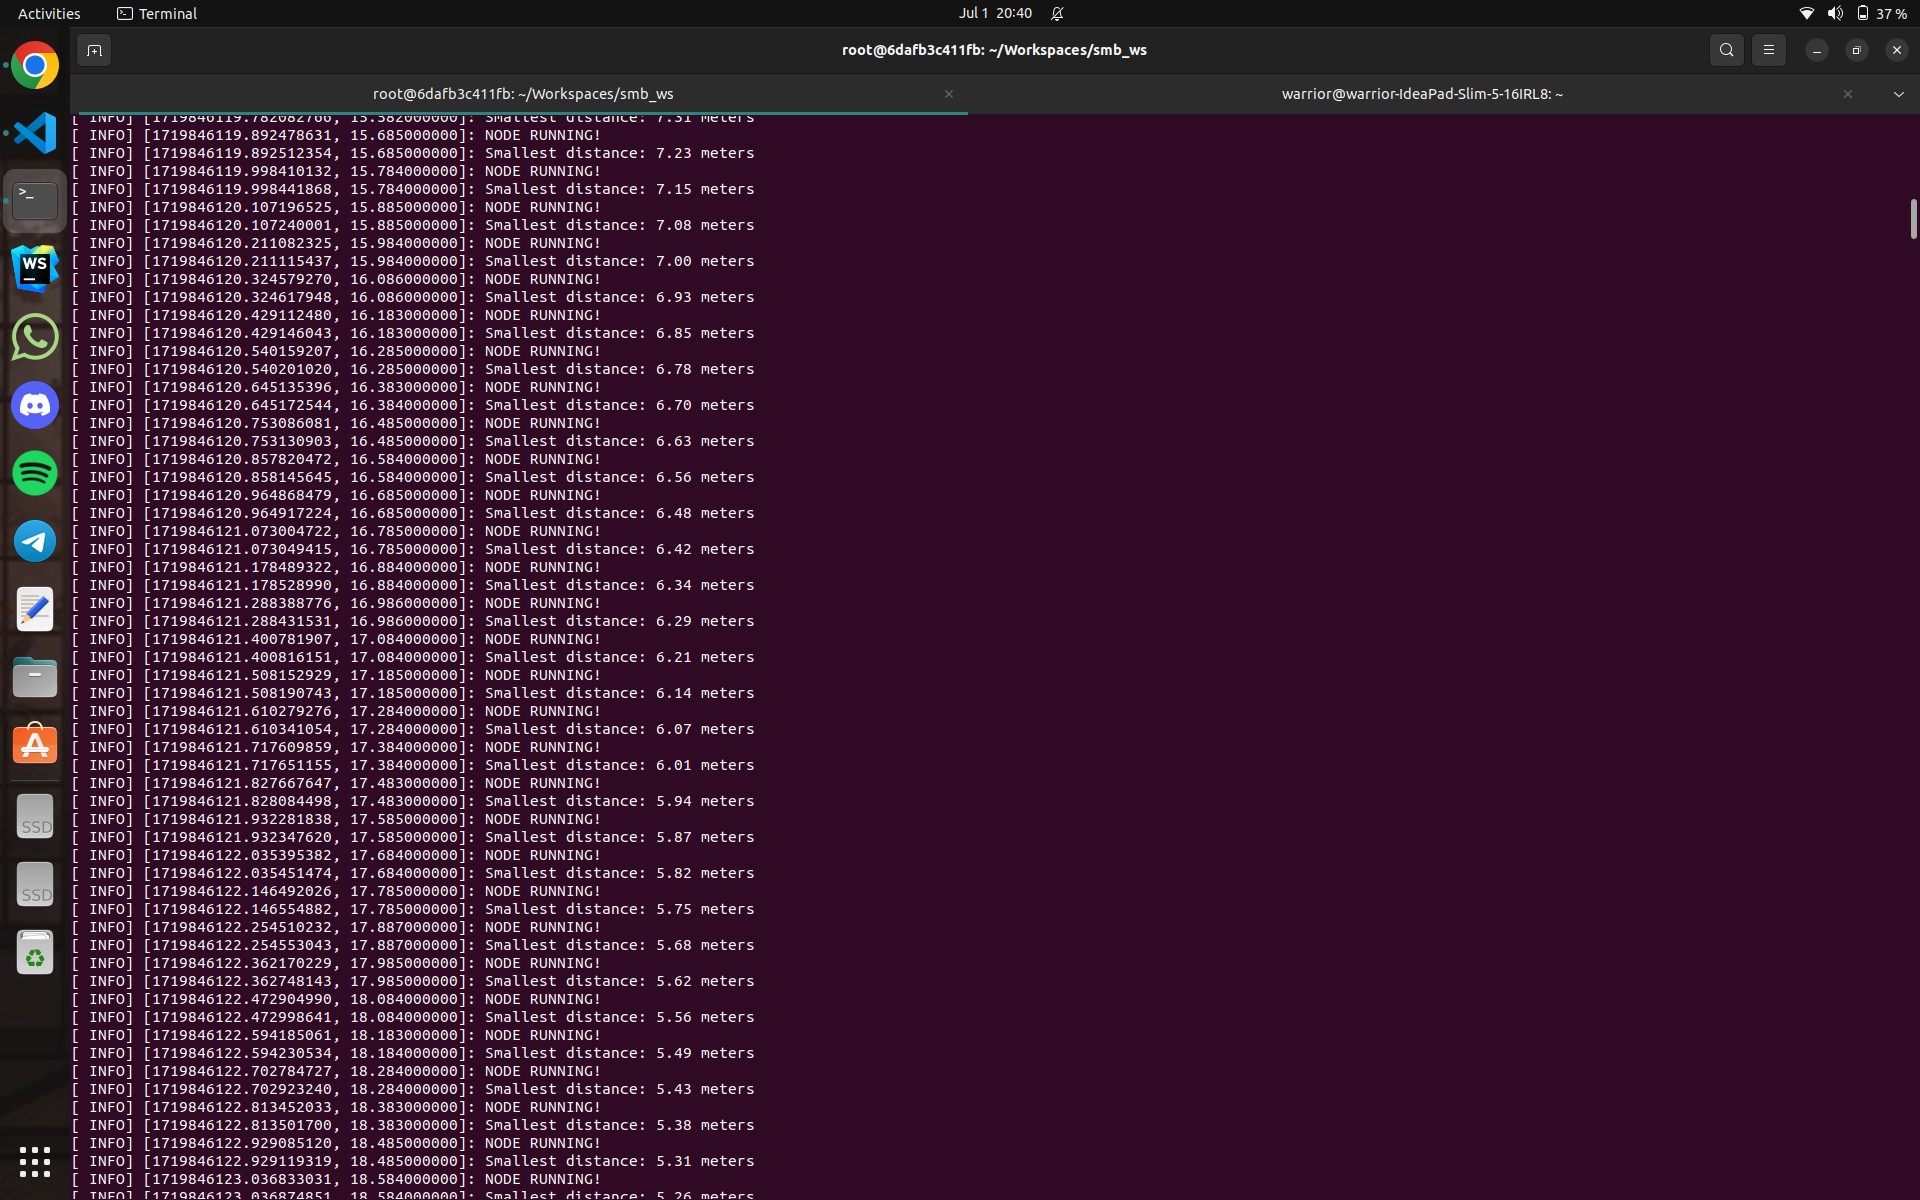 Activities
Terminal
Jul 1 20:40
37 %
root@6dafb3c411fb: ~/Workspaces/smb_ws
root@6dafb3c411fb: ~/Workspaces/smb_ws
warrior@warrior-IdeaPad-Slim-5-16IRL8: ~
[ INFO] [1719846119.782082766, 15.582000000]: Smallest distance: 7.31 meters
[ INFO] [1719846119.892478631, 15.685000000]: NODE RUNNING!
[ INFO] [1719846119.892512354, 15.685000000]: Smallest distance: 7.23 meters
[ INFO] [1719846119.998410132, 15.784000000]: NODE RUNNING!
[ INFO] [1719846119.998441868, 15.784000000]: Smallest distance: 7.15 meters
[ INFO] [1719846120.107196525, 15.885000000]: NODE RUNNING!
[ INFO] [1719846120.107240001, 15.885000000]: Smallest distance: 7.08 meters
[ INFO] [1719846120.211082325, 15.984000000]: NODE RUNNING!
[ INFO] [1719846120.211115437, 15.984000000]: Smallest distance: 7.00 meters
[ INFO] [1719846120.324579270, 16.086000000]: NODE RUNNING!
[ INFO] [1719846120.324617948, 16.086000000]: Smallest distance: 6.93 meters
[ INFO] [1719846120.429112480, 16.183000000]: NODE RUNNING!
[ INFO] [1719846120.429146043, 16.183000000]: Smallest distance: 6.85 meters
[ INFO] [1719846120.540159207, 16.285000000]: NODE RUNNING!
[ INFO] [1719846120.540201020, 16.285000000]: Smallest distance: 6.78 meters
[ INFO] [1719846120.645135396, 16.383000000]: NODE RUNNING!
[ INFO] [1719846120.645172544, 16.384000000]: Smallest distance: 6.70 meters
[ INFO] [1719846120.753086081, 16.485000000]: NODE RUNNING!
[ INFO] [1719846120.753130903, 16.485000000]: Smallest distance: 6.63 meters
[ INFO] [1719846120.857820472, 16.584000000]: NODE RUNNING!
[ INFO] [1719846120.858145645, 16.584000000]: Smallest distance: 6.56 meters
[ INFO] [1719846120.964868479, 16.685000000]: NODE RUNNING!
[ INFO] [1719846120.964917224, 16.685000000]: Smallest distance: 6.48 meters
[ INFO] [1719846121.073004722, 16.785000000]: NODE RUNNING!
[ INFO] [1719846121.073049415, 16.785000000]: Smallest distance: 6.42 meters
[ INFO] [1719846121.178489322, 16.884000000]: NODE RUNNING!
[ INFO] [1719846121.178528990, 16.884000000]: Smallest distance: 6.34 meters
[ INFO] [1719846121.288388776, 16.986000000]: NODE RUNNING!
[ INFO] [1719846121.288431531, 16.986000000]: Smallest distance: 6.29 meters
[ INFO] [1719846121.400781907, 17.084000000]: NODE RUNNING!
[ INFO] [1719846121.400816151, 17.084000000]: Smallest distance: 6.21 meters
[ INFO] [1719846121.508152929, 17.185000000]: NODE RUNNING!
[ INFO] [1719846121.508190743, 17.185000000]: Smallest distance: 6.14 meters
[ INFO] [1719846121.610279276, 17.284000000]: NODE RUNNING!
[ INFO] [1719846121.610341054, 17.284000000]: Smallest distance: 6.07 meters
[ INFO] [1719846121.717609859, 17.384000000]: NODE RUNNING!
[ INFO] [1719846121.717651155, 17.384000000]: Smallest distance: 6.01 meters
[ INFO] [1719846121.827667647, 17.483000000]: NODE RUNNING!
[ INFO] [1719846121.828084498, 17.483000000]: Smallest distance: 5.94 meters
[ INFO] [1719846121.932281838, 17.585000000]: NODE RUNNING!
[ INFO] [1719846121.932347620, 17.585000000]: Smallest distance: 5.87 meters
[ INFO] [1719846122.035395382, 17.684000000]: NODE RUNNING!
[ INFO] [1719846122.035451474, 17.684000000]: Smallest distance: 5.82 meters
[ INFO] [1719846122.146492026, 17.785000000]: NODE RUNNING!
[ INFO] [1719846122.146554882, 17.785000000]: Smallest distance: 5.75 meters
[ INFO] [1719846122.254510232, 17.887000000]: NODE RUNNING!
[ INFO] [1719846122.254553043, 17.887000000]: Smallest distance: 5.68 meters
[ INFO] [1719846122.362170229, 17.985000000]: NODE RUNNING!
[ INFO] [1719846122.362748143, 17.985000000]: Smallest distance: 5.62 meters
[ INFO] [1719846122.472904990, 18.084000000]: NODE RUNNING!
[ INFO] [1719846122.472998641, 18.084000000]: Smallest distance: 5.56 meters
[ INFO] [1719846122.594185061, 18.183000000]: NODE RUNNING!
[ INFO] [1719846122.594230534, 18.184000000]: Smallest distance: 5.49 meters
[ INFO] [1719846122.702784727, 18.284000000]: NODE RUNNING!
[ INFO] [1719846122.702923240, 18.284000000]: Smallest distance: 5.43 meters
[ INFO] [1719846122.813452033, 18.383000000]: NODE RUNNING!
[ INFO] [1719846122.813501700, 18.383000000]: Smallest distance: 5.38 meters
[ INFO] [1719846122.929085120, 18.485000000]: NODE RUNNING!
[ INFO] [1719846122.929119319, 18.485000000]: Smallest distance: 5.31 meters
[ INFO] [1719846123.036833031, 18.584000000]: NODE RUNNING!
[ INFO] [1719846123.036874851, 18.584000000]: Smallest distance: 5.26 meters
WS
SSD
SSD